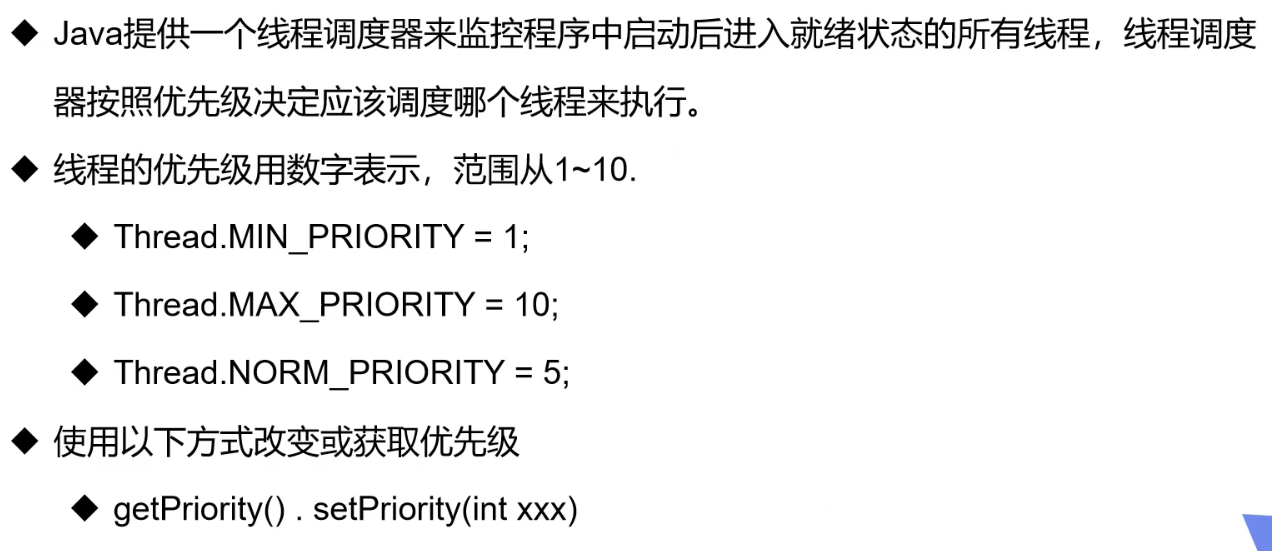 ◆ Java提供一个线程调度器来监控程序中启动后进入就绪状态的所有线程，线程调度
器按照优先级决定应该调度哪个线程来执行。
◆ 线程的优先级用数字表示，范围从1~10.
◆ Thread.MIN_PRIORITY = 1;
◆ Thread.MAX_PRIORITY = 10;
◆ Thread.NORM_PRIORITY = 5;
◆ 使用以下方式改变或获取优先级
◆ getPriority() . setPriority(int xxx)